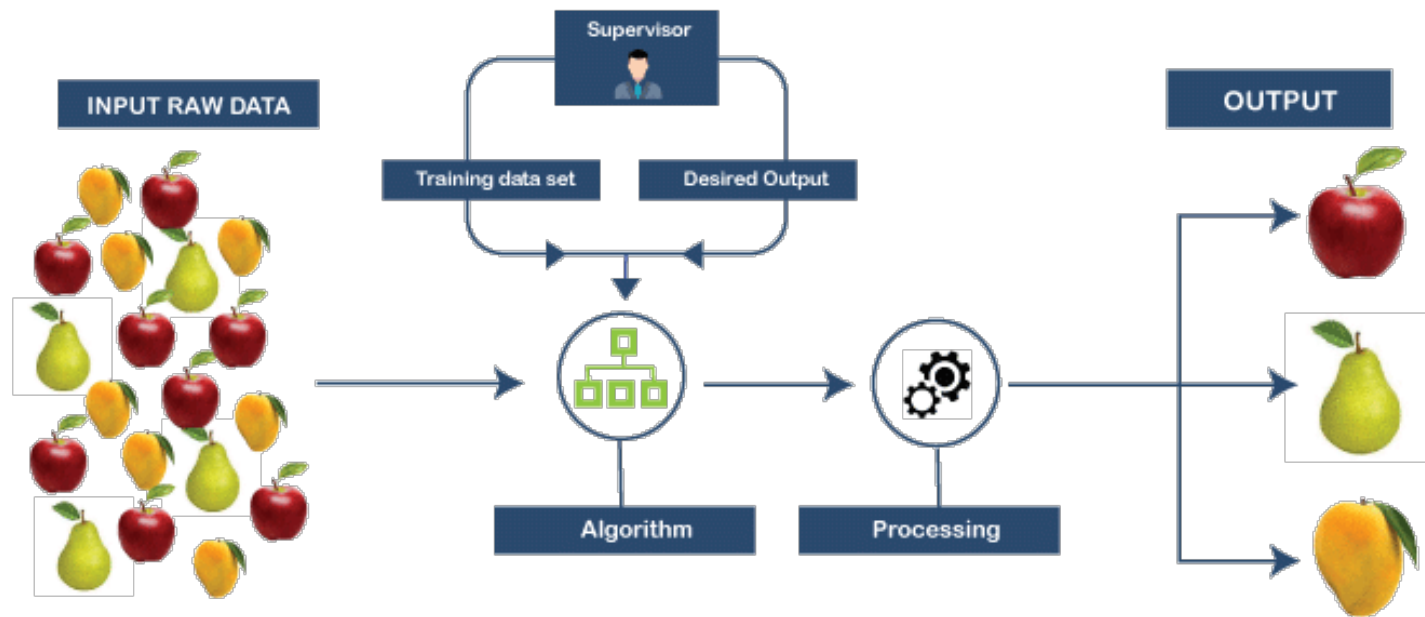 Supervisor
INPUT RAW DATA
OUTPUT
Training data set
Desired Output
Algorithm
Processing